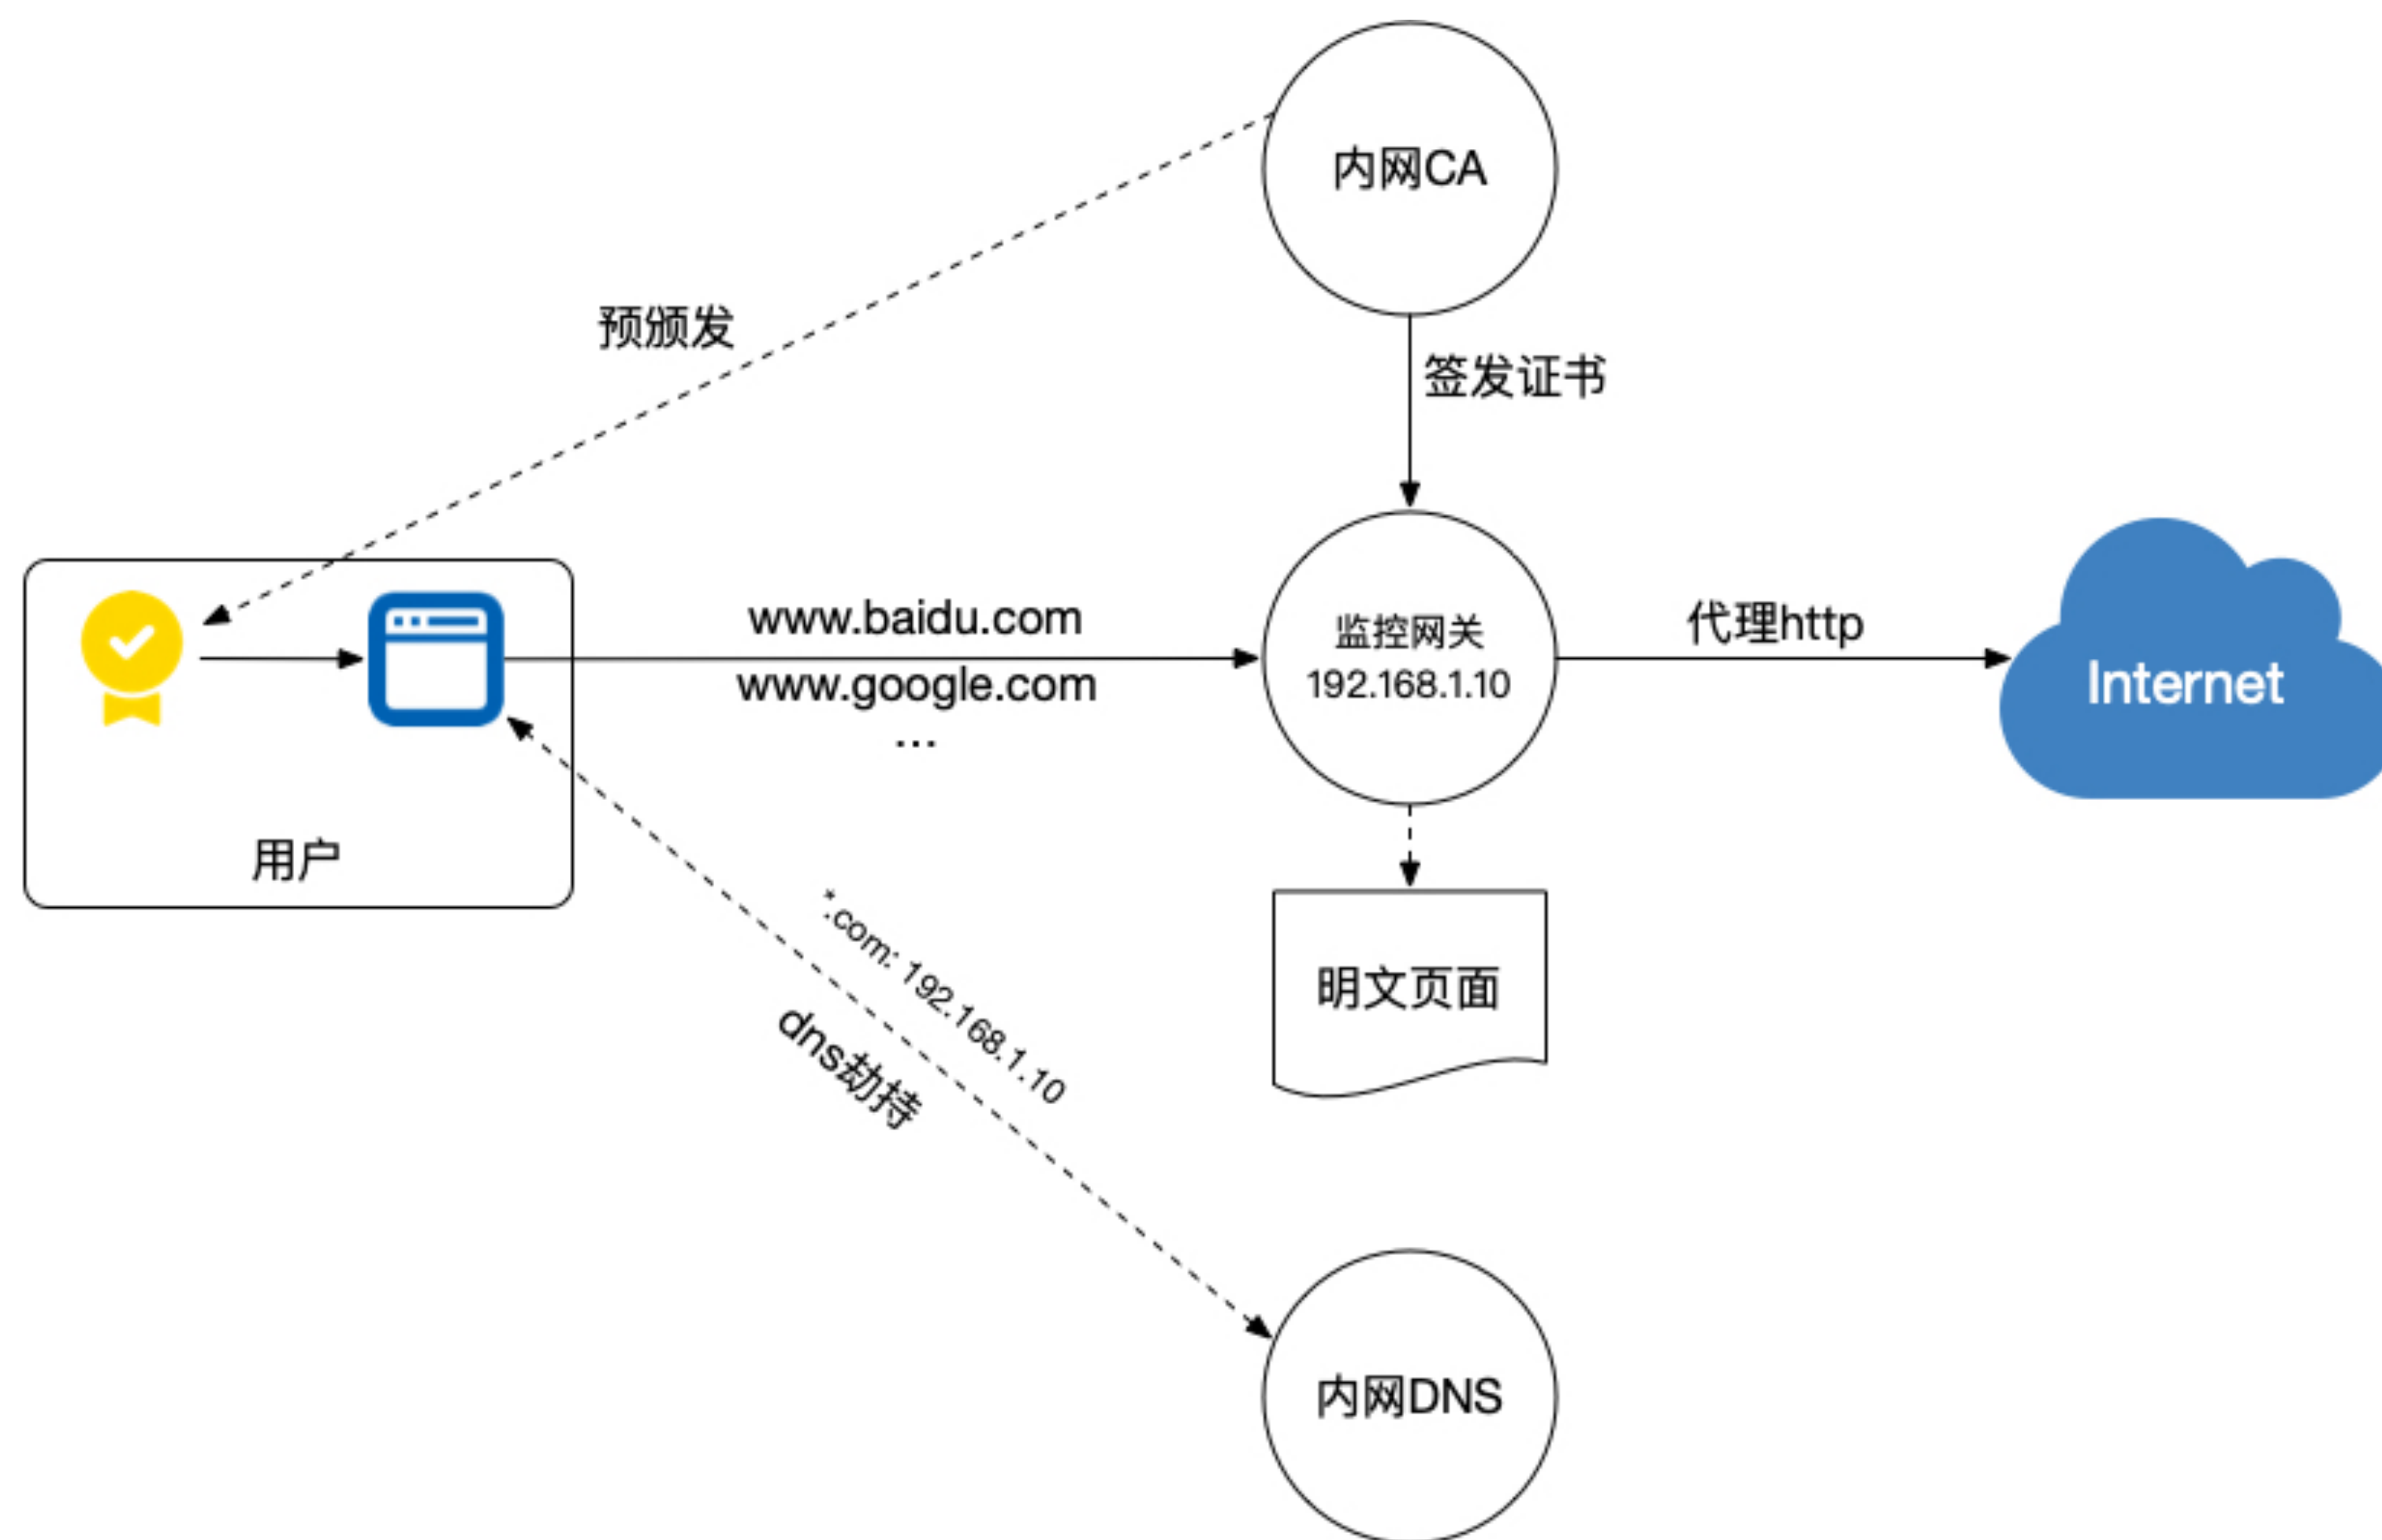 内网CA
预颁发
签发证书
www.baidu.com
www.google.com
...
监控网关
192.168.1.10
代理http
Internet
用户
*.com: 192.168.1.10
dns劫持
明文页面
内网DNS